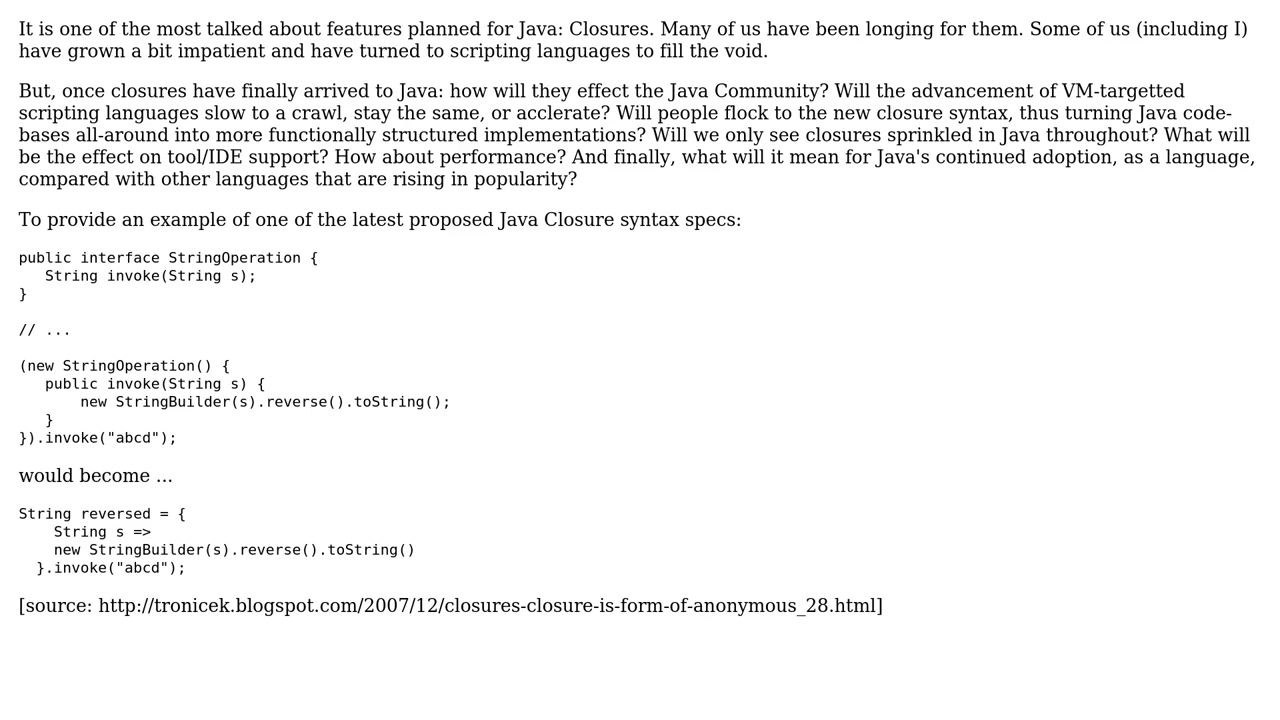 It is one of the most talked about features planned for Java: Closures. Many of us have been longing for them. Some of us (including I)
have grown a bit impatient and have turned to scripting languages to fill the void.
But, once closures have finally arrived to Java: how will they effect the Java Community? Will the advancement of VM-targetted
scripting languages slow to a crawl, stay the same, or acclerate? Will people flock to the new closure syntax, thus turning Java code-
bases all-around into more functionally structured implementations? Will we only see closures sprinkled in Java throughout? What will
be the effect on tool/IDE support? How about performance? And finally, what will it mean for Java's continued adoption, as a language,
compared with other languages that are rising in popularity?
To provide an example of one of the latest proposed Java Closure syntax specs:
public interface StringOperation {
   String invoke(String s);
}
// ...
(new StringOperation() {
   public invoke(String s) {
       new StringBuilder(s).reverse().toString();
   }
}).invoke("abcd");
would become ...
String reversed = {
    String s =>
    new StringBuilder(s).reverse().toString()
  }.invoke("abcd");
[source: http://tronicek.blogspot.com/2007/12/closures-closure-is-form-of-anonymous_28.html]